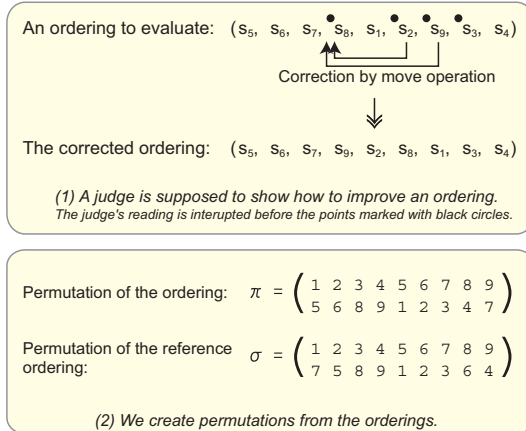 An ordering to evaluate: (s5, s6, s7, s8, s1, s2, s9, s3, s4)
Correction by move operation
The corrected ordering: (s5, s6, s7, s9, s2, s8, s1, s3, s4)
(1) A judge is supposed to show how to improve an ordering.
The judge's reading is interupted before the points marked with black circles.
Permutation of the ordering: π = ( 1 2 3 4 5 6 7 8 9 )
5 6 8 9 1 2 3 4 7
Permutation of the reference
ordering: σ = ( 1 2 3 4 5 6 7 8 9 )
7 5 8 9 1 2 3 6 4
(2) We create permutations from the orderings.